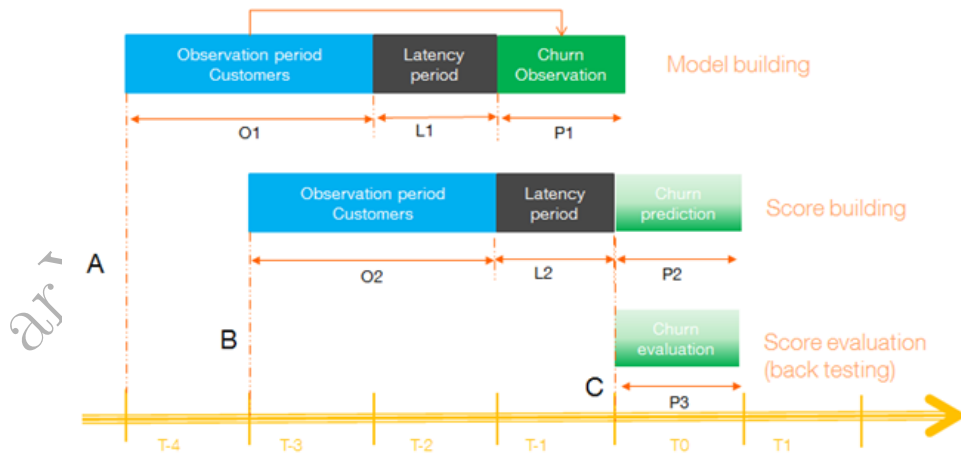 Observation period
Customers
Latency
period
Churn
Observation
Model building
O1
L1
P1
Observation period
Customers
Latency
period
Churn
prediction
Score building
A
O2
L2
P2
ar
B
Churn
evaluation
Score evaluation
(back testing)
C
P3
T-4
T-3
T-2
T-1
T0
T1